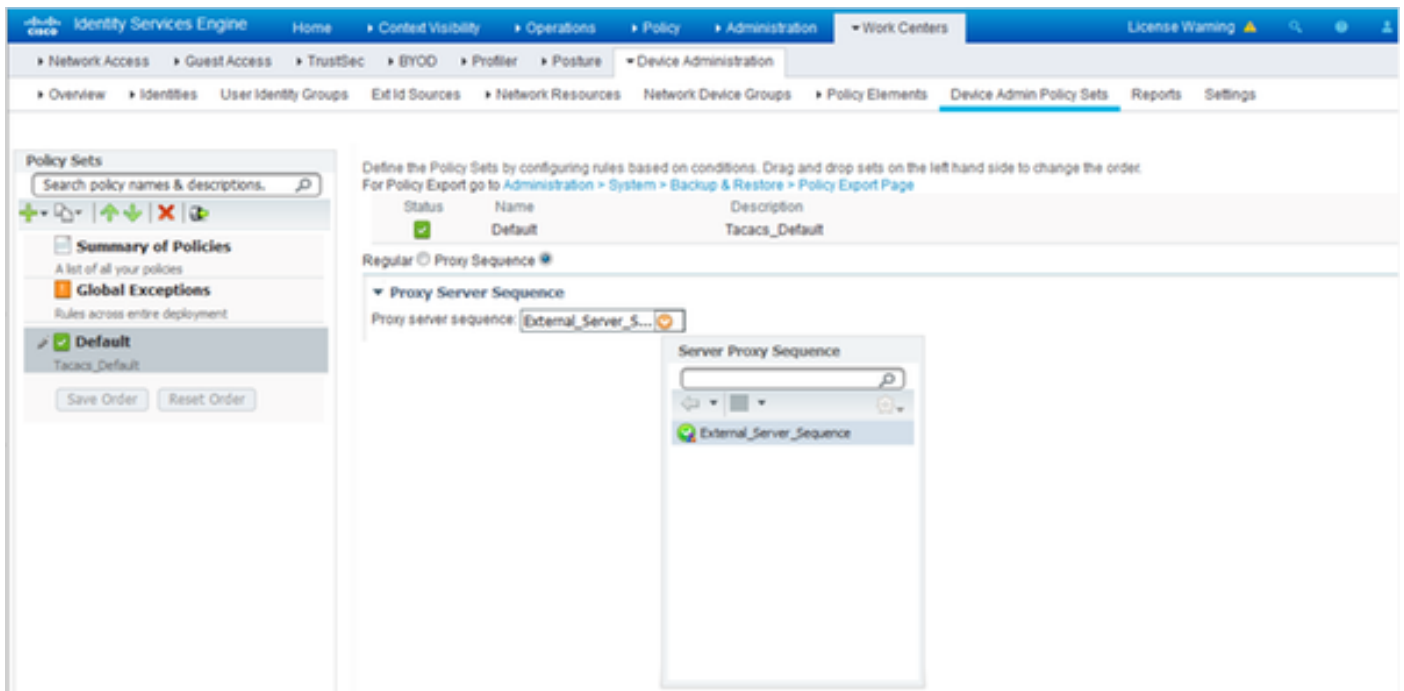 cisco Identity Services Engine Home Context Visibility Operations Policy Administration Work Centers License Warning
Network Access Guest Access TrustSec BYOD Profiler Posture Device Administration
Overview Identities User Identity Groups Ext Id Sources Network Resources Network Device Groups Policy Elements Device Admin Policy Sets Reports Settings
Policy Sets
Search policy names & descriptions.
Summary of Policies
A list of all your policies
Global Exceptions
Rules across entire deployment
Default
Tacacs_Default
Save Order Reset Order
Define the Policy Sets by configuring rules based on conditions. Drag and drop sets on the left hand side to change the order.
For Policy Export go to Administration > System > Backup & Restore > Policy Export Page
Status Name Description
Default Tacacs_Default
Regular Proxy Sequence
Proxy Server Sequence
Proxy server sequence: External_Server_S...
Server Proxy Sequence
External_Server_Sequence